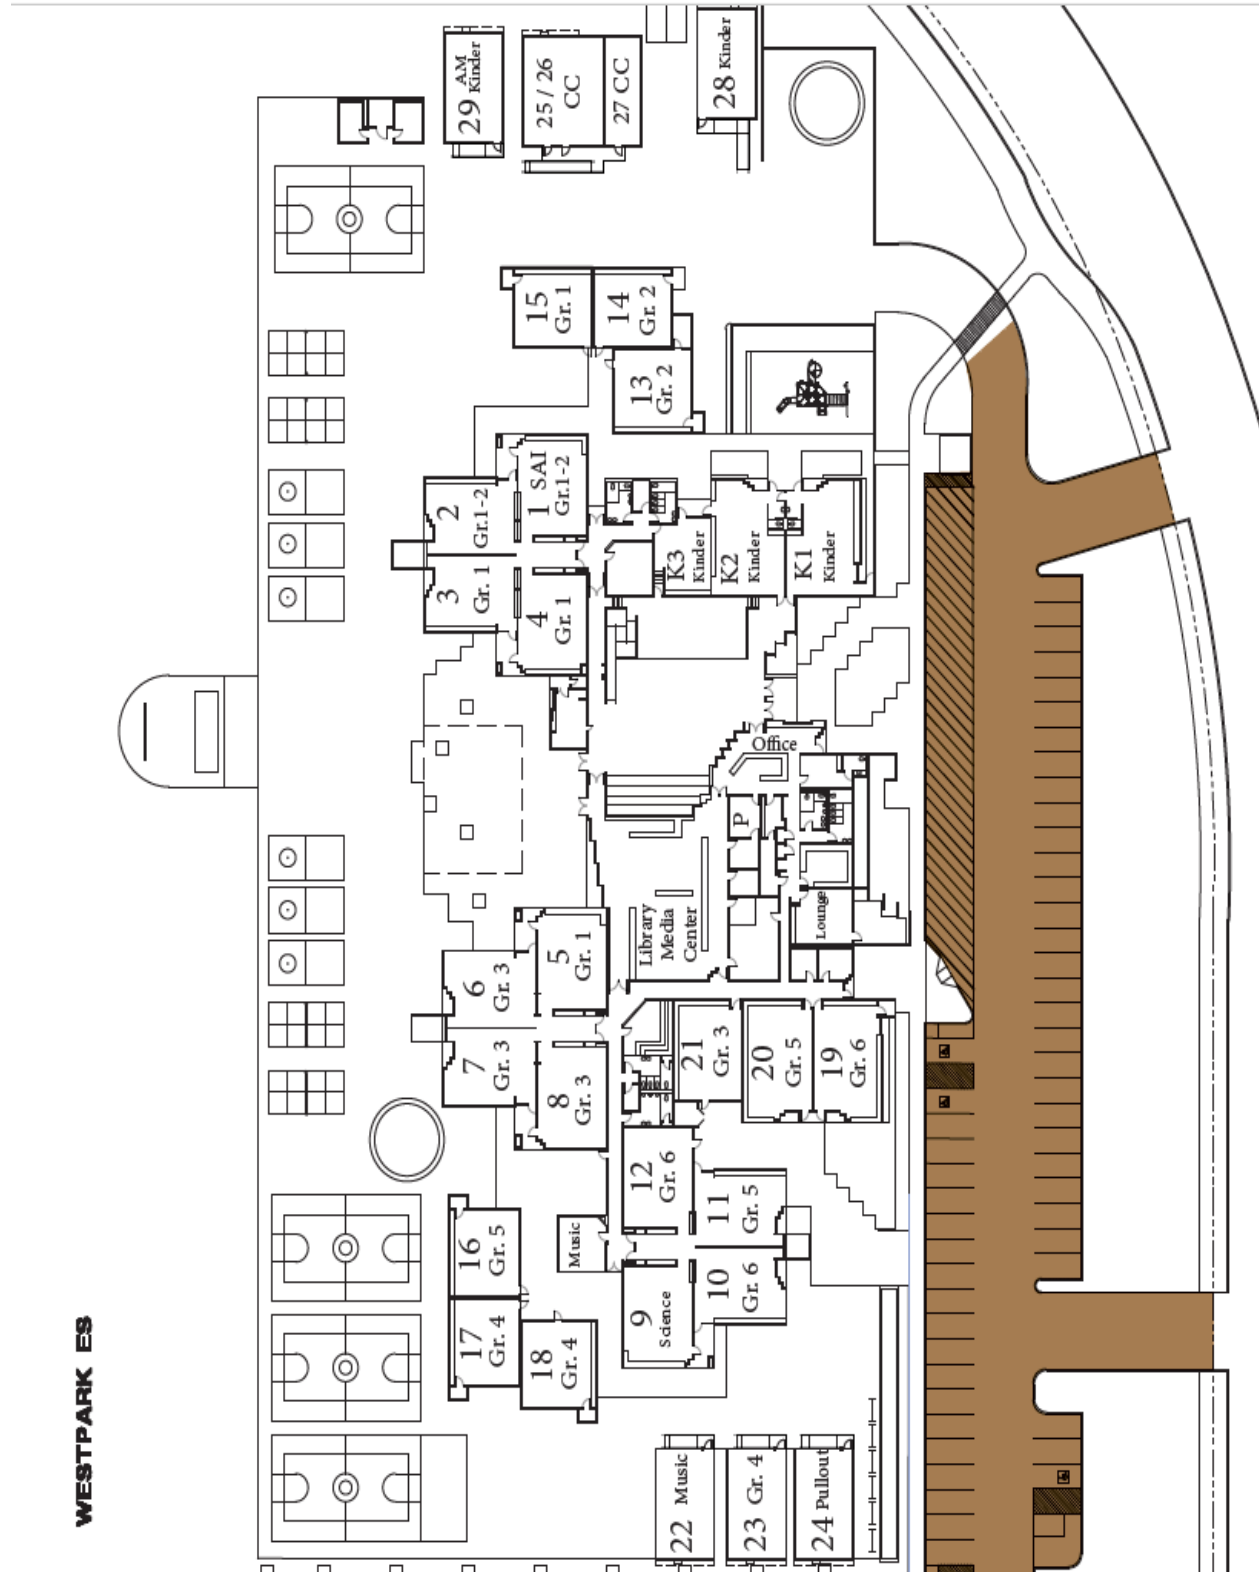 29 AM
Kinder
25 / 26
CC
27 CC
28 Kinder
15
Gr. 1
14
Gr. 2
13
Gr. 2
2
Gr.1-2
1 SAI
Gr.1-2
3
Gr. 1
4
Gr. 1
K3
Kinder
K2
Kinder
K1
Kinder
Office
P
Library
Media
Center
Lounge
5
Gr. 1
6
Gr. 3
7
Gr. 3
8
Gr. 3
21
Gr. 3
20
Gr. 5
19
Gr. 6
12
Gr. 6
11
Gr. 5
10
Gr. 6
9
Science
Music
16
Gr. 5
17
Gr. 4
18
Gr. 4
22 Music
23 Gr. 4
24 Pullout
WESTPARK ES